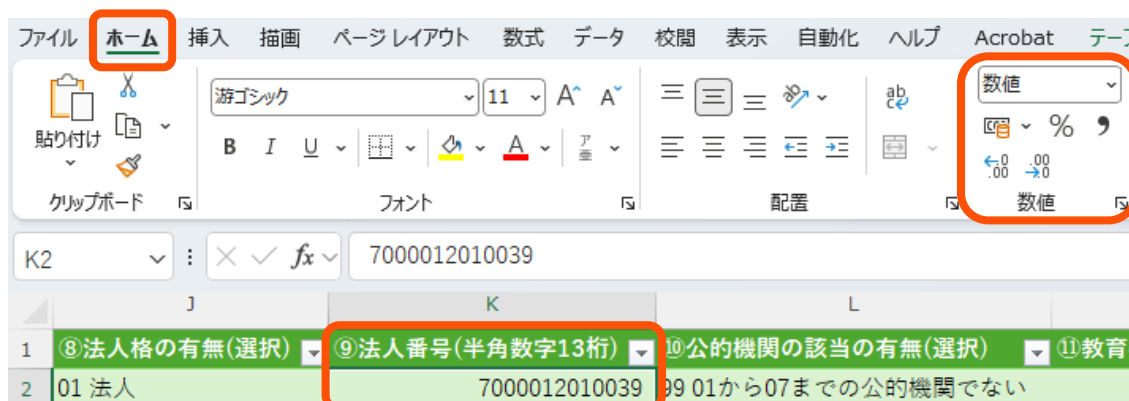 ファイル ホーム 挿入 描画 ページ レイアウト 数式 データ 校閲 表示 自動化 ヘルプ Acrobat
游ゴシック 11 A^ Aˇ ab 数値
貼り付け B I U A ア亜 % 9
クリップボード フォント 配置 数値
K2 fx 7000012010039
J K L
1 ⑧法人格の有無(選択) ⑨法人番号(半角数字13桁) ⑩公的機関の該当の有無(選択) ⑪教育
2 01 法人 7000012010039 99 01から07までの公的機関でない